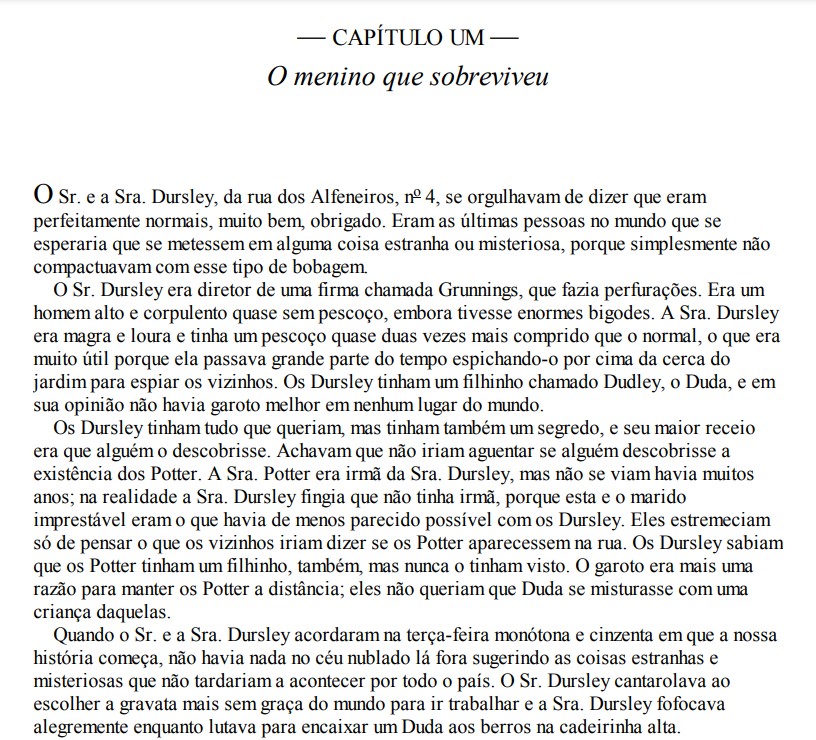 — CAPÍTULO UM —
O menino que sobreviveu
O Sr. e a Sra. Dursley, da rua dos Alfeneiros, nº 4, se orgulhavam de dizer que eram
perfeitamente normais, muito bem, obrigado. Eram as últimas pessoas no mundo que se
esperaria que se metessem em alguma coisa estranha ou misteriosa, porque simplesmente não
compactuavam com esse tipo de bobagem.
O Sr. Dursley era diretor de uma firma chamada Grunnings, que fazia perfurações. Era um
homem alto e corpulento quase sem pescoço, embora tivesse enormes bigodes. A Sra. Dursley
era magra e loura e tinha um pescoço quase duas vezes mais comprido que o normal, o que era
muito útil porque ela passava grande parte do tempo espichando-o por cima da cerca do
jardim para espiar os vizinhos. Os Dursley tinham um filhinho chamado Dudley, o Duda, e em
sua opinião não havia garoto melhor em nenhum lugar do mundo.
Os Dursley tinham tudo que queriam, mas tinham também um segredo, e seu maior receio
era que alguém o descobrisse. Achavam que não iriam aguentar se alguém descobrisse a
existência dos Potter. A Sra. Potter era irmã da Sra. Dursley, mas não se viam havia muitos
anos; na realidade a Sra. Dursley fingia que não tinha irmã, porque esta e o marido
imprestável eram o que havia de menos parecido possível com os Dursley. Eles estremeciam
só de pensar o que os vizinhos iriam dizer se os Potter aparecessem na rua. Os Dursley sabiam
que os Potter tinham um filhinho, também, mas nunca o tinham visto. O garoto era mais uma
razão para manter os Potter a distância; eles não queriam que Duda se misturasse com uma
criança daquelas.
Quando o Sr. e a Sra. Dursley acordaram na terça-feira monótona e cinzenta em que a nossa
história começa, não havia nada no céu nublado lá fora sugerindo as coisas estranhas e
misteriosas que não tardariam a acontecer por todo o país. O Sr. Dursley cantarolava ao
escolher a gravata mais sem graça do mundo para ir trabalhar e a Sra. Dursley fofocava
alegremente enquanto lutava para encaixar um Duda aos berros na cadeirinha alta.